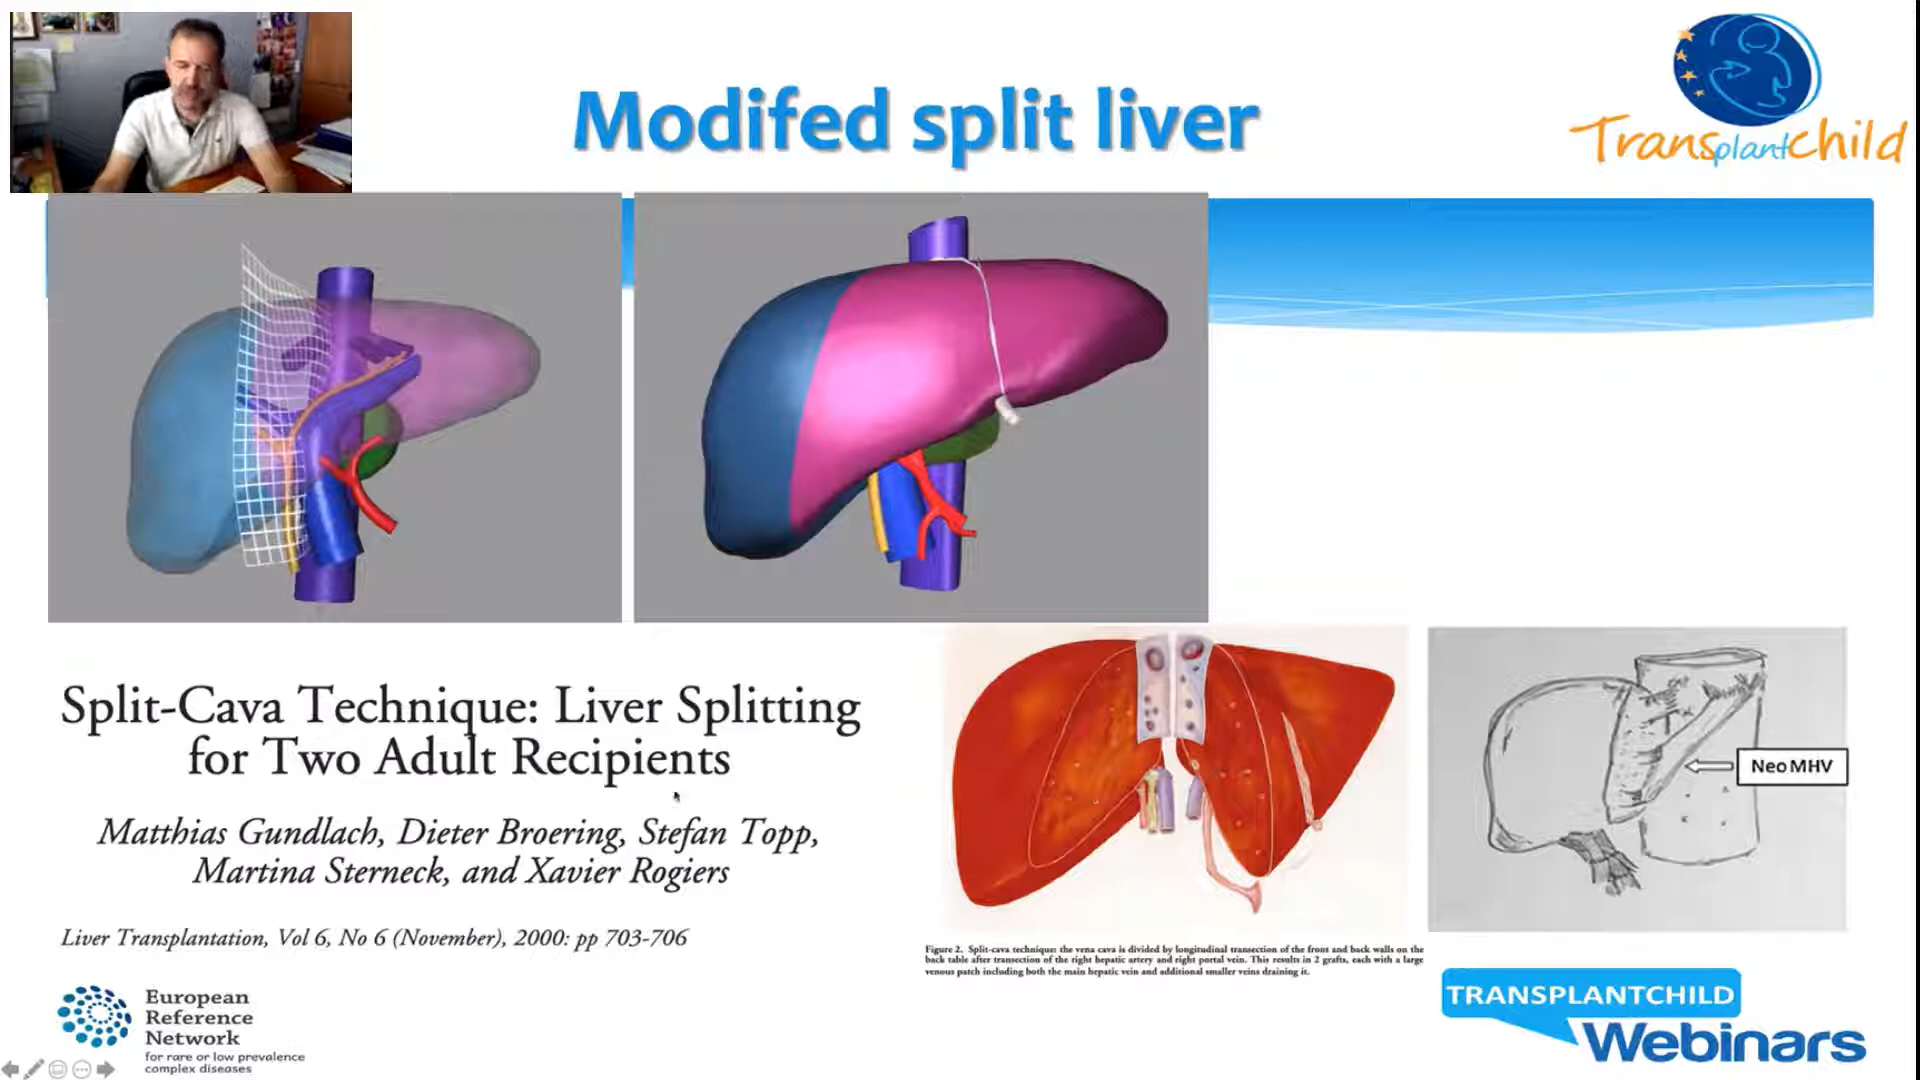 Modifed split liver
TransplantChild
Split-Cava Technique: Liver Splitting
for Two Adult Recipients
Matthias Gundlach, Dieter Broering, Stefan Topp,
Martina Sterneck, and Xavier Rogiers
Liver Transplantation, Vol 6, No 6 (November), 2000: pp 703-706
Neo MHV
Figure 2. Split-cava technique: the vena cava is divided by longitudinal transection of the front and back walls on the
back table after transection of the right hepatic artery and right portal vein. This results in 2 grafts, each with a large
venous patch including both the main hepatic vein and additional smaller veins draining it.
European
Reference
Network
for rare or low prevalence
complex diseases
TRANSPLANTCHILD
Webinars